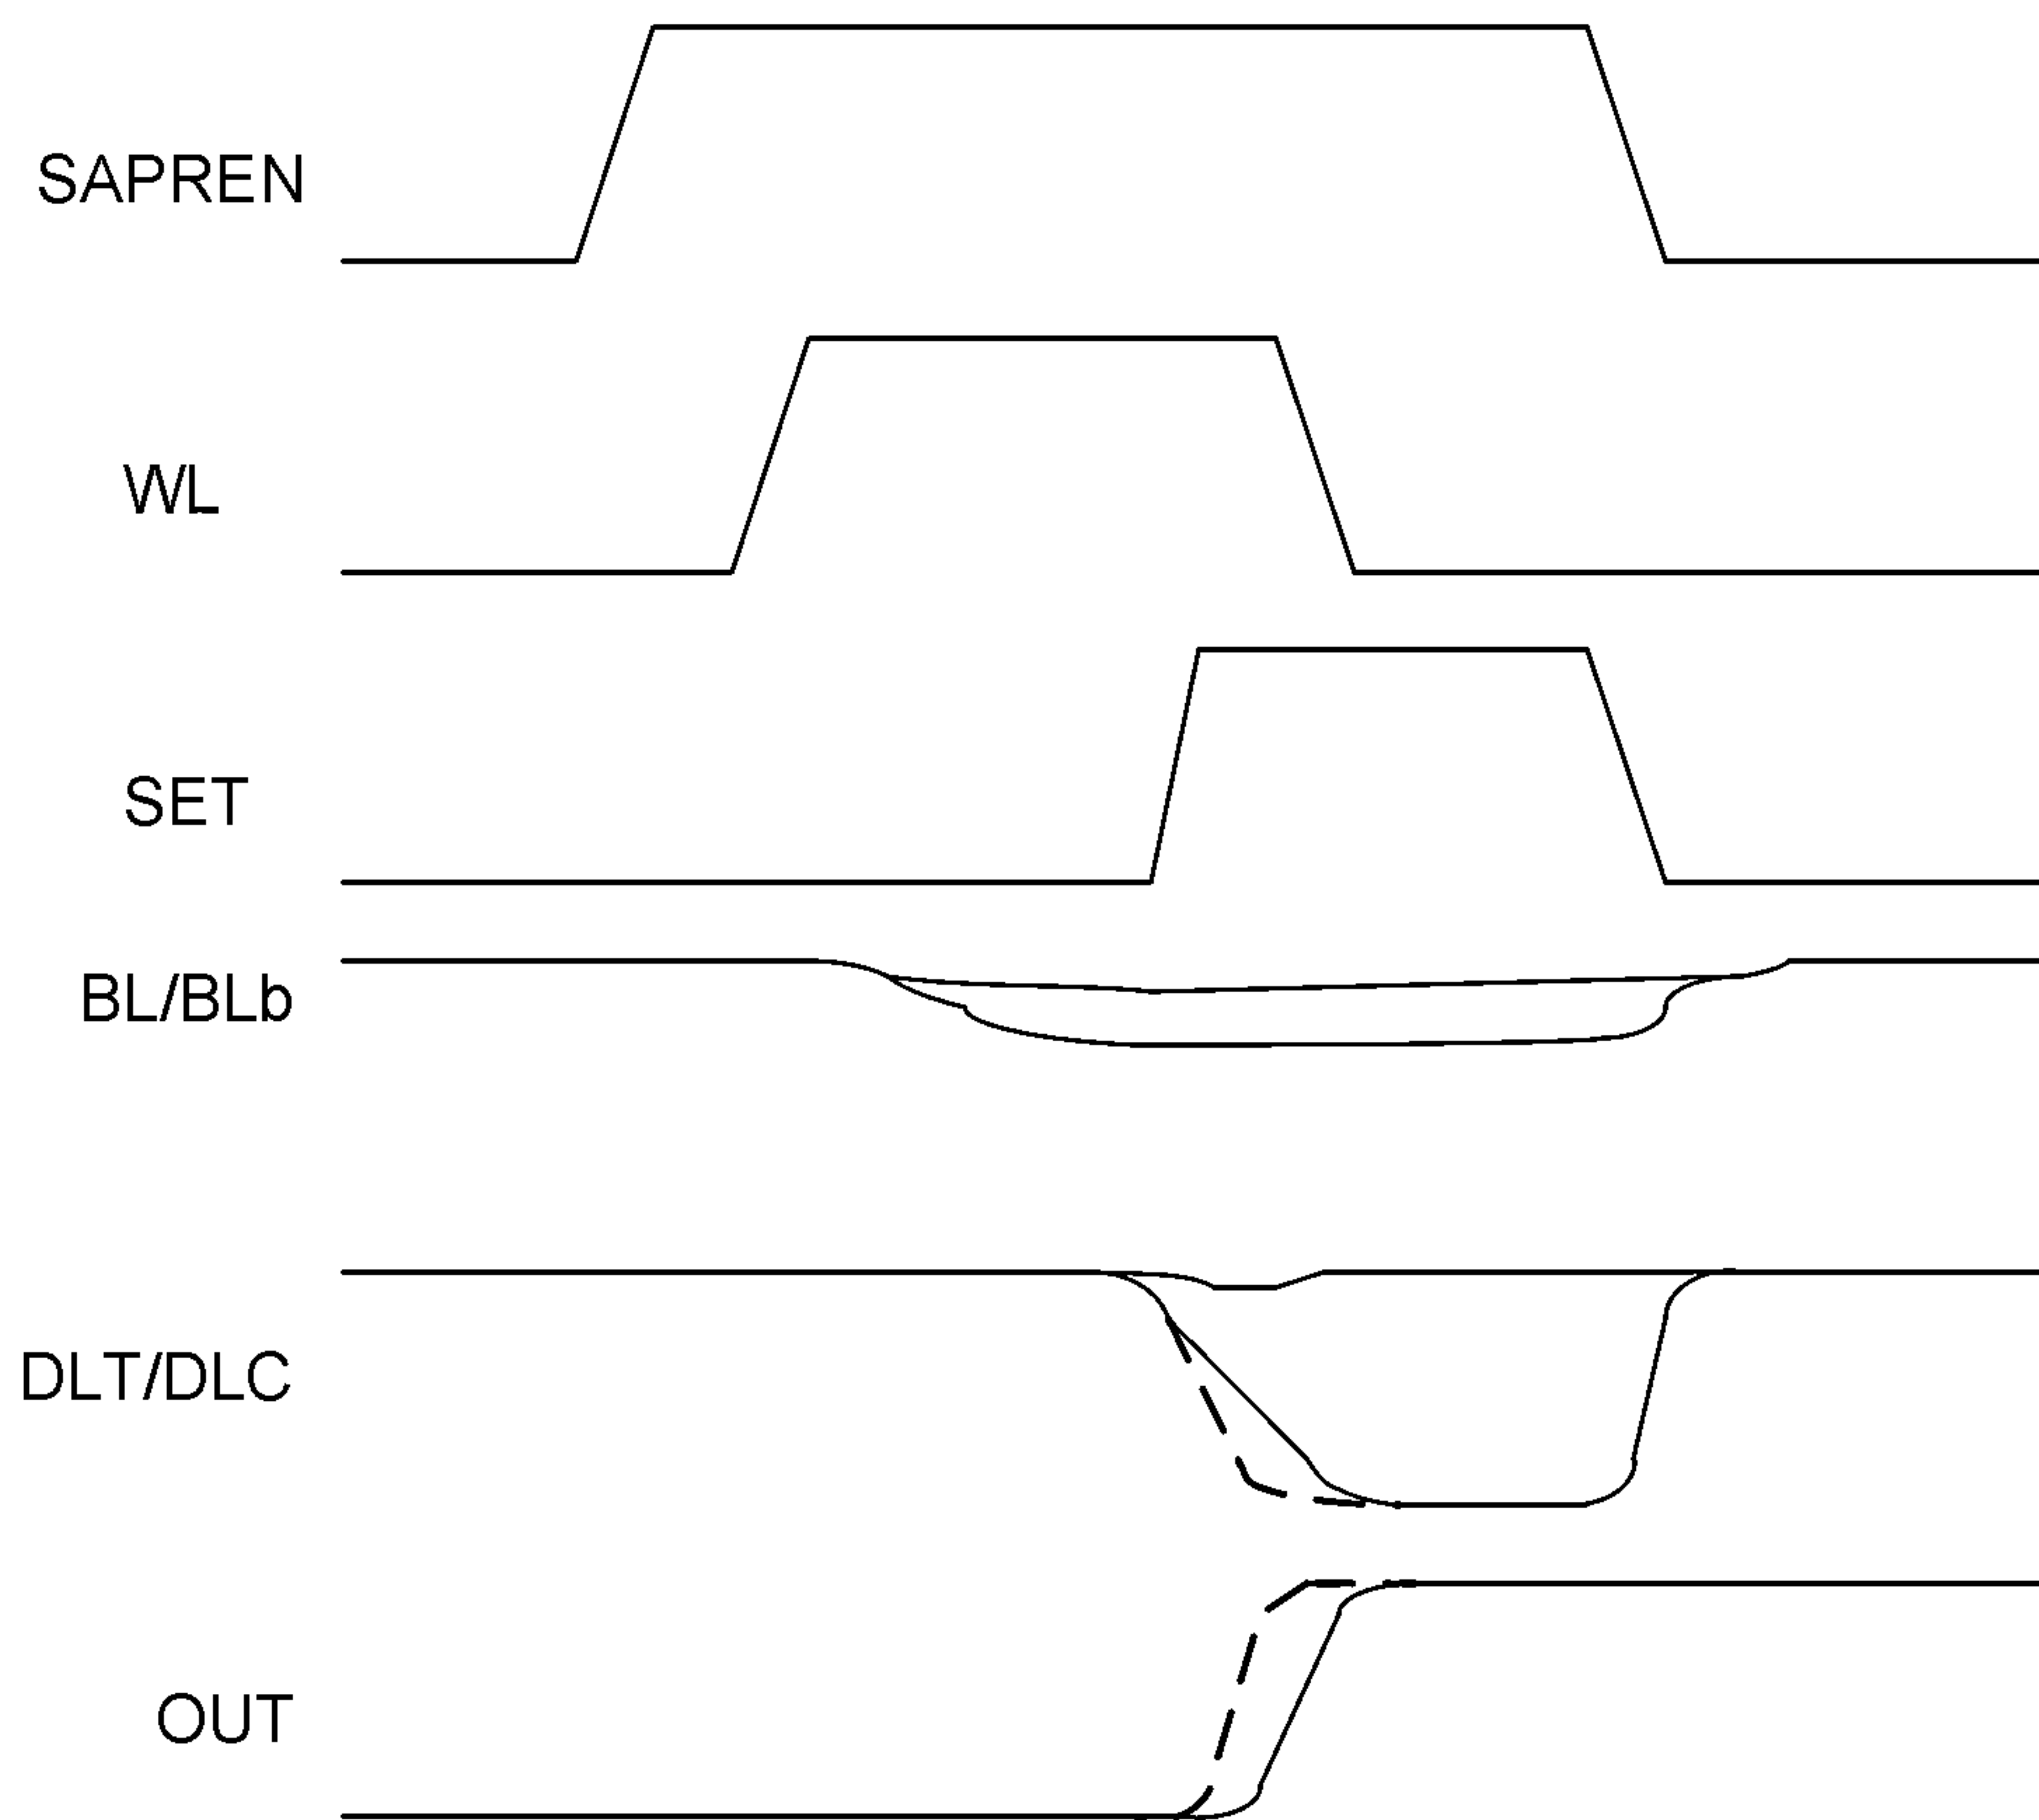 SAPREN
WL
SET
BL/BLb
DLT/DLC
OUT